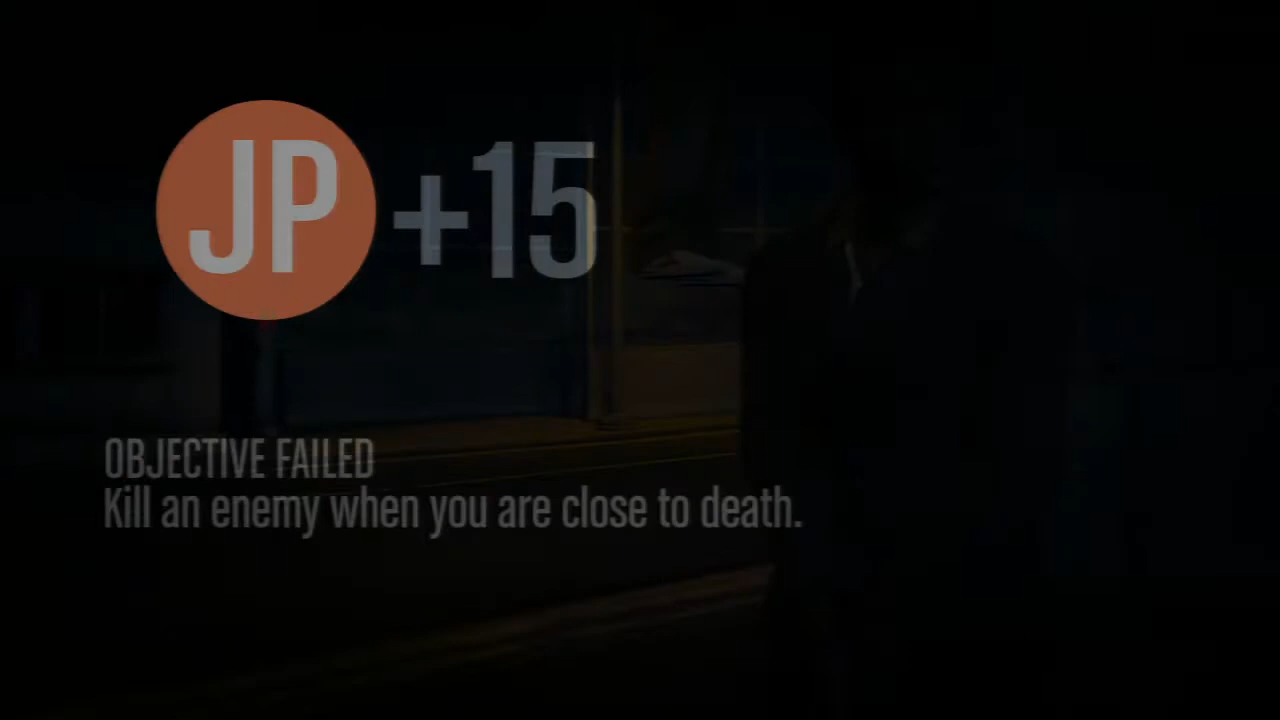 JP +15
OBJECTIVE FAILED
Kill an enemy when you are close to death.